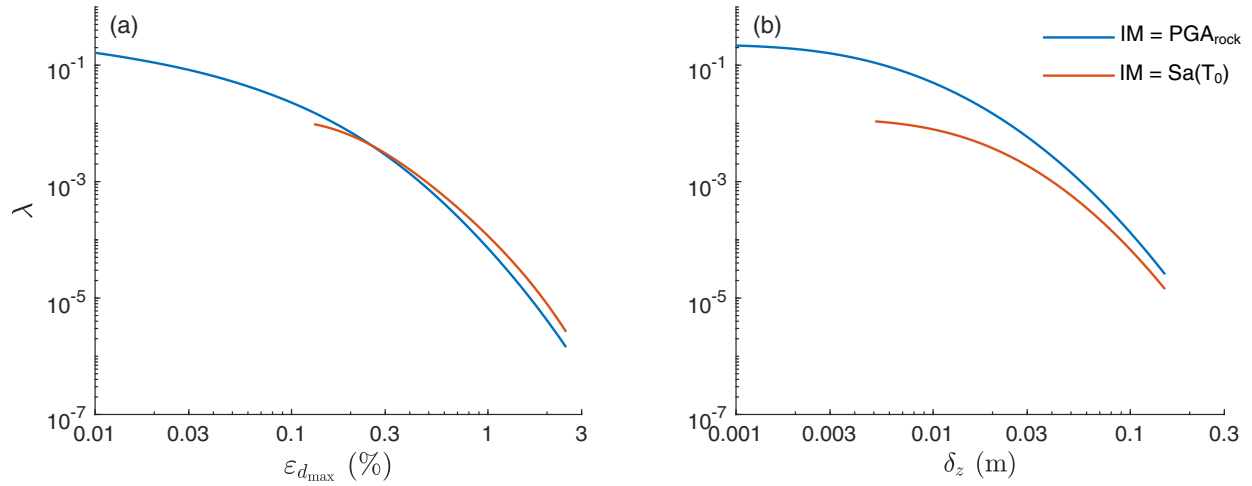 (a)
10^-1
10^-3
10^-5
10^-7
λ
0.01 0.03 0.1 0.3 1 3
ε_{d_max} (%)
(b)
IM = PGA_rock
IM = Sa(T_0)
10^-1
10^-3
10^-5
10^-7
0.001 0.003 0.01 0.03 0.1 0.3
δ_z (m)